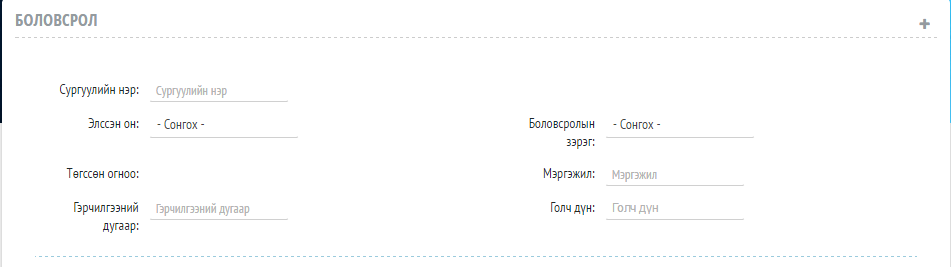 БОЛОВСРОЛ
Сургуулийн нэр: Сургуулийн нэр
Элссэн он: - Сонгох - Боловсролын зэрэг: - Сонгох -
Төгссөн огноо: Мэргэжил: Мэргэжил
Гэрчилгээний дугаар: Гэрчилгээний дугаар Голч дүн: Голч дүн